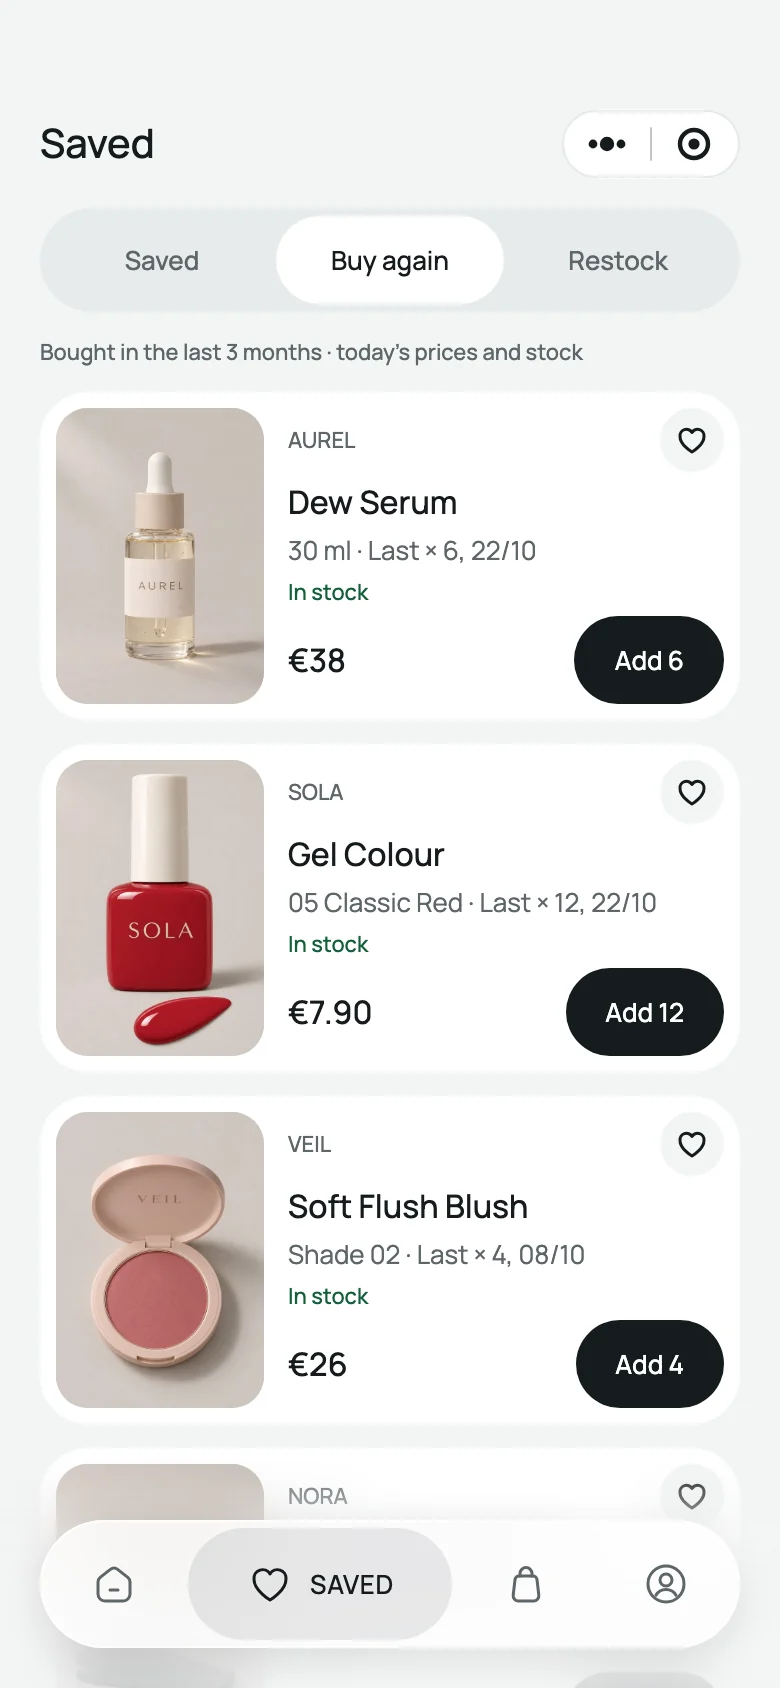 Saved
Saved
Buy again
Restock
Bought in the last 3 months · today's prices and stock
AUREL
AUREL
Dew Serum
30 ml · Last × 6, 22/10
In stock
€38
Add 6
SOLA
SOLA
Gel Colour
05 Classic Red · Last × 12, 22/10
In stock
€7.90
Add 12
VEIL
VEIL
Soft Flush Blush
Shade 02 · Last × 4, 08/10
In stock
€26
Add 4
NORA
SAVED